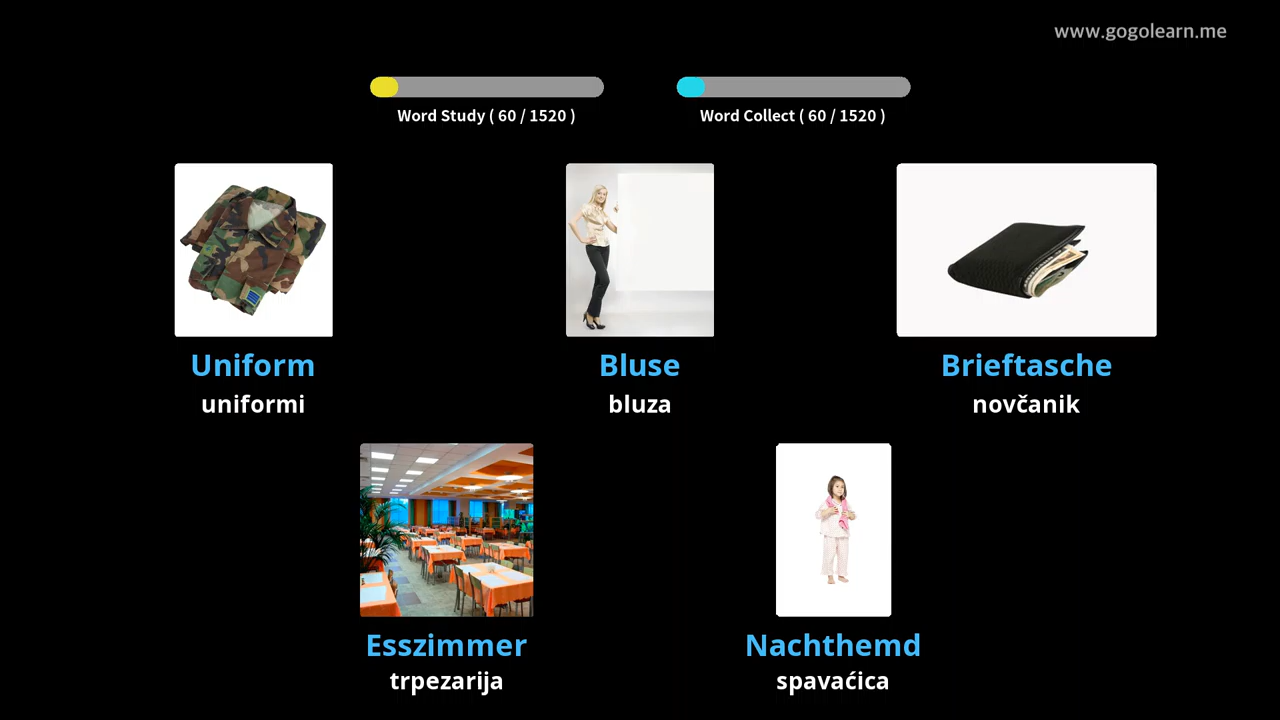 www.gogolearn.me
Word Study ( 60 / 1520 )
Word Collect ( 60 / 1520 )
Uniform
uniformi
Bluse
bluza
Brieftasche
novčanik
Esszimmer
trpezarija
Nachthemd
spavaćica